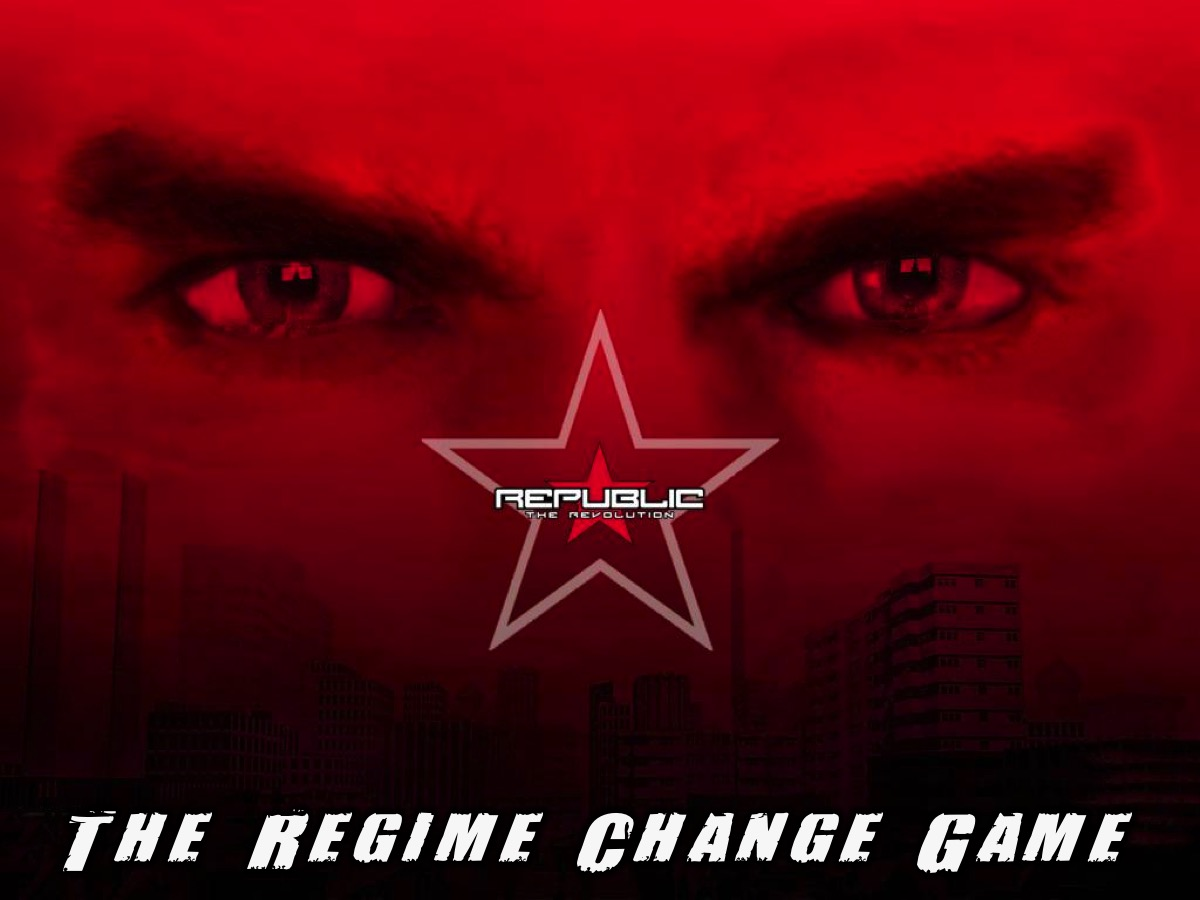 REPUBLIC
THE REVOLUTION
THE REGIME CHANGE GAME